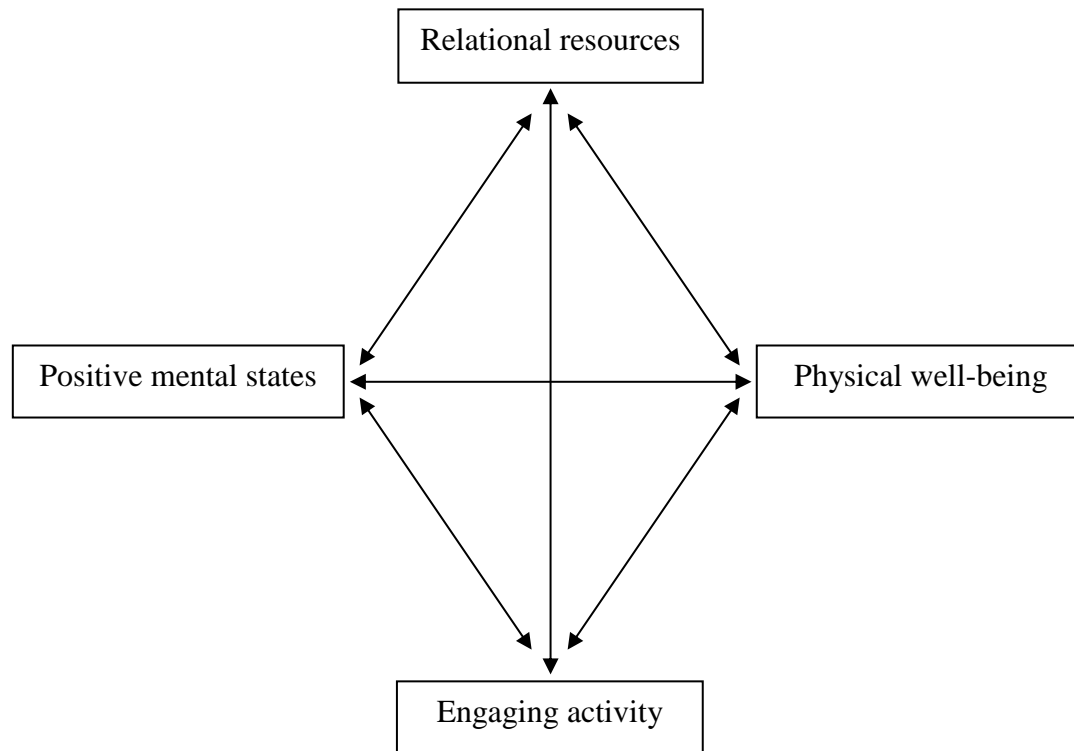 Relational resources
Positive mental states
Physical well-being
Engaging activity